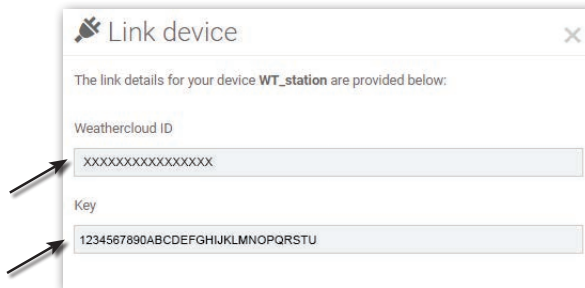 Link device
The link details for your device WT_station are provided below:
Weathercloud ID
XXXXXXXXXXXXXXXX
Key
1234567890ABCDEFGHIJKLMNOPQRSTU